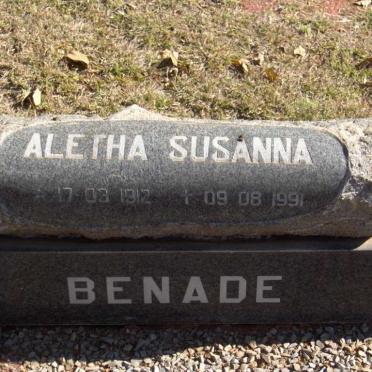 ALETHA SUSANNA
* 17 03 1912 † 09 08 1991
BENADE